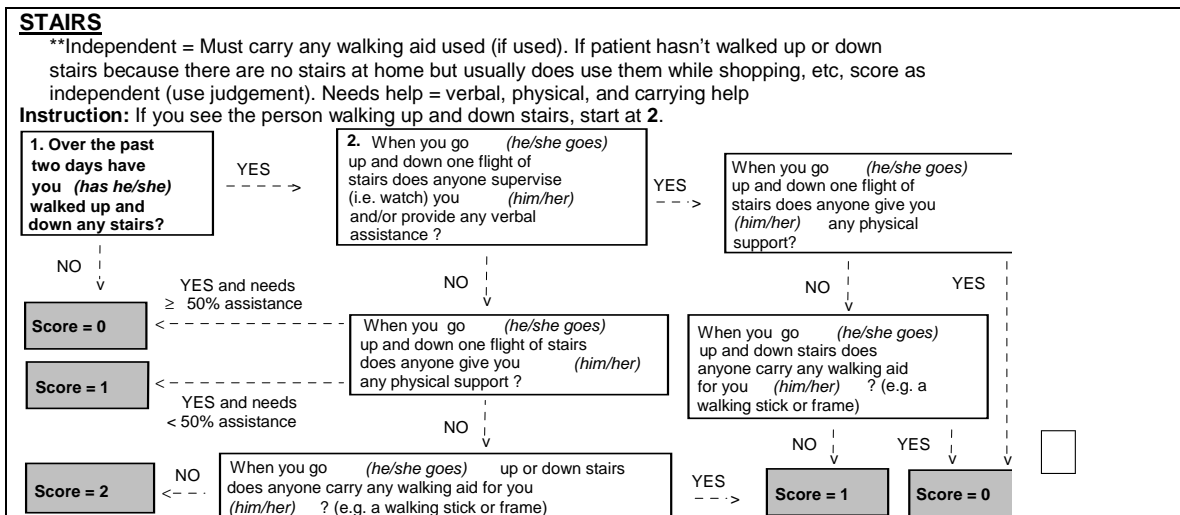 STAIRS
**Independent = Must carry any walking aid used (if used). If patient hasn't walked up or down
stairs because there are no stairs at home but usually does use them while shopping, etc, score as
independent (use judgement). Needs help = verbal, physical, and carrying help
Instruction: If you see the person walking up and down stairs, start at 2.
1. Over the past
two days have
you (has he/she)
walked up and
down any stairs?
YES
2. When you go (he/she goes)
up and down one flight of
stairs does anyone supervise
(i.e. watch) you (him/her)
and/or provide any verbal
assistance ?
YES
When you go (he/she goes)
up and down one flight of
stairs does anyone give you
(him/her) any physical
support?
NO
NO
NO
YES
YES and needs
≥ 50% assistance
Score = 0
When you go (he/she goes)
up and down one flight of stairs
does anyone give you (him/her)
any physical support ?
When you go (he/she goes)
up and down stairs does
anyone carry any walking aid
for you (him/her) ? (e.g. a
walking stick or frame)
Score = 1
YES and needs
< 50% assistance
NO
NO
YES
Score = 2
NO
When you go (he/she goes) up or down stairs
does anyone carry any walking aid for you
(him/her) ? (e.g. a walking stick or frame)
YES
Score = 1
Score = 0